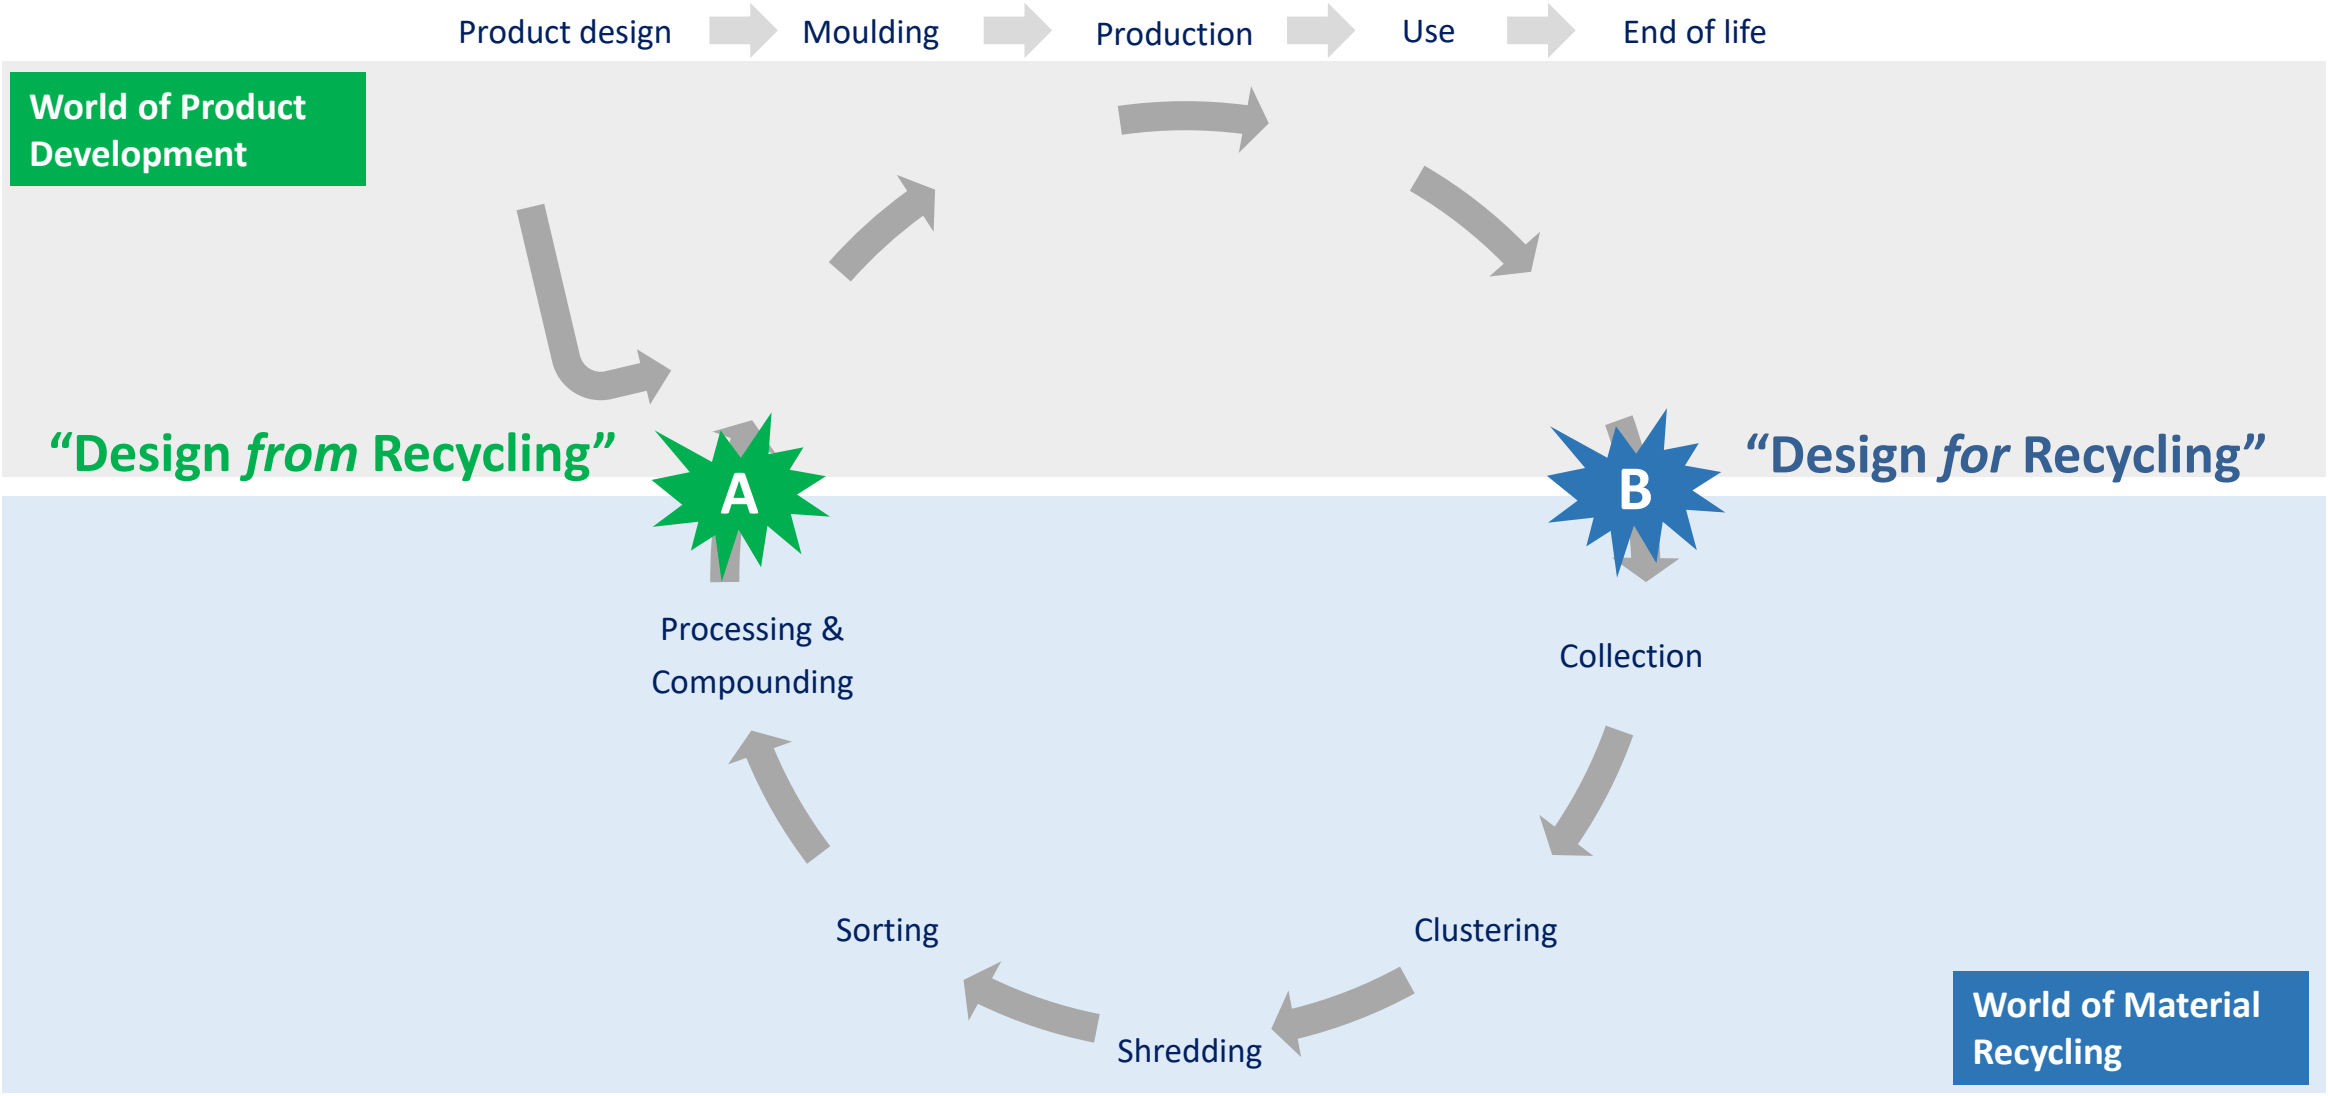 Product design
Moulding
Production
Use
End of life
World of Product
Development
“Design from Recycling”
A
B
“Design for Recycling”
Processing &
Compounding
Collection
Sorting
Clustering
Shredding
World of Material
Recycling